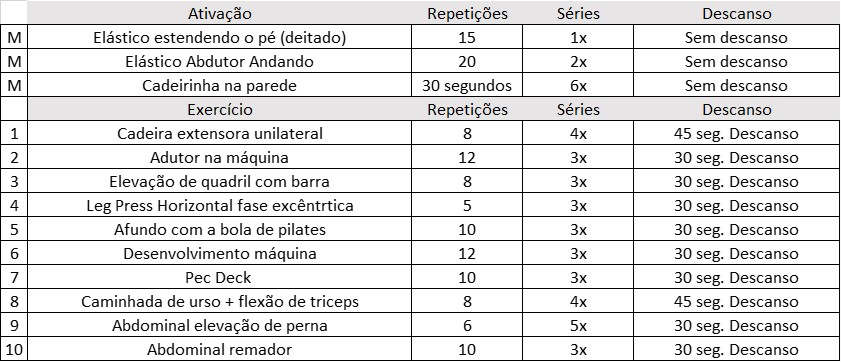 Ativação Repetições Séries Descanso
M Elástico estendendo o pé (deitado) 15 1x Sem descanso
M Elástico Abdutor Andando 20 2x Sem descanso
M Cadeirinha na parede 30 segundos 6x Sem descanso
Exercício Repetições Séries Descanso
1 Cadeira extensora unilateral 8 4x 45 seg. Descanso
2 Adutor na máquina 12 3x 30 seg. Descanso
3 Elevação de quadril com barra 8 3x 30 seg. Descanso
4 Leg Press Horizontal fase excêntrtica 5 3x 30 seg. Descanso
5 Afundo com a bola de pilates 10 3x 30 seg. Descanso
6 Desenvolvimento máquina 12 3x 30 seg. Descanso
7 Pec Deck 10 3x 30 seg. Descanso
8 Caminhada de urso + flexão de triceps 8 4x 45 seg. Descanso
9 Abdominal elevação de perna 6 5x 30 seg. Descanso
10 Abdominal remador 10 3x 30 seg. Descanso